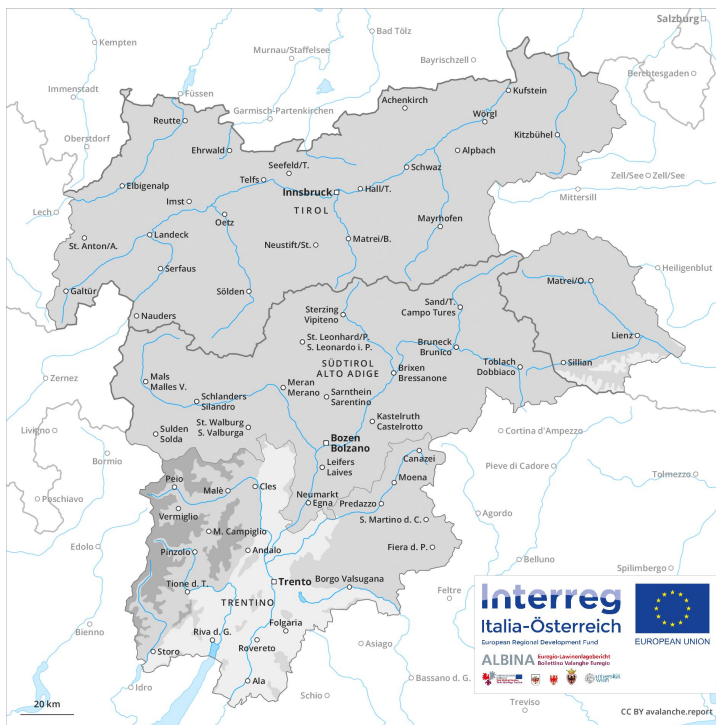 Salzburg
Kempten
Bad Tölz
Murnau/Staffelsee
Bayrischzell
Berchtesgaden
Immenstadt
Füssen
Garmisch-Partenkirchen
Achenkirch
Kufstein
Reutte
Wörgl
Oberstdorf
Kitzbühel
Ehrwald
Alpbach
Seefeld/T.
Schwaz
Telfs
Zell/See
Zell/See
Elbigenalp
Innsbruck
Hall/T.
Mittersill
Imst
TIROL
Lech
Oetz
Mayrhofen
Landeck
St. Anton/A.
Neustift/St.
Matrei/B.
Serfaus
Heiligenblut
Matrei/O.
Galtür
Sölden
Nauders
Sand/T.
Campo Tures
Sterzing
Vipiteno
Lienz
St. Leonhard/P.
S. Leonardo i. P.
Bruneck
Brunico
SÜDTIROL
ALTO ADIGE
Toblach
Dobbiaco
Sillian
Brixen
Bressanone
Zernez
Mals
Malles V.
Meran
Merano
Sarnthein
Sarentino
Schlanders
Silandro
St. Walburg
S. Valburga
Kastelruth
Castelrotto
Livigno
Sulden
Solda
Cortina d'Ampezzo
Bozen
Bolzano
Bormio
Canazei
Pieve di Cadore
Leifers
Laives
Tolmezzo
Peio
Moena
Malè
Cles
Poschiavo
Neumarkt
Egna
Predazzo
Vermiglio
Agordo
S. Martino d. C.
M. Campiglio
Edolo
Pinzolo
Andalo
Fiera d. P.
Belluno
Spilimbergo
Tione d. T.
Trento
Borgo Valsugana
Feltre
TRENTINO
Folgaria
Bienno
Riva d. G.
Rovereto
Asiago
Storo
Ala
Idro
Schio
Bassano d. G.
Treviso
Interreg
Italia-Österreich
European Regional Development Fund
EUROPEAN UNION
ALBINA
Euregio-Lawinenlagebericht
Bollettino Valanghe Euregio
universität
wien
20 km
CC BY avalanche.report